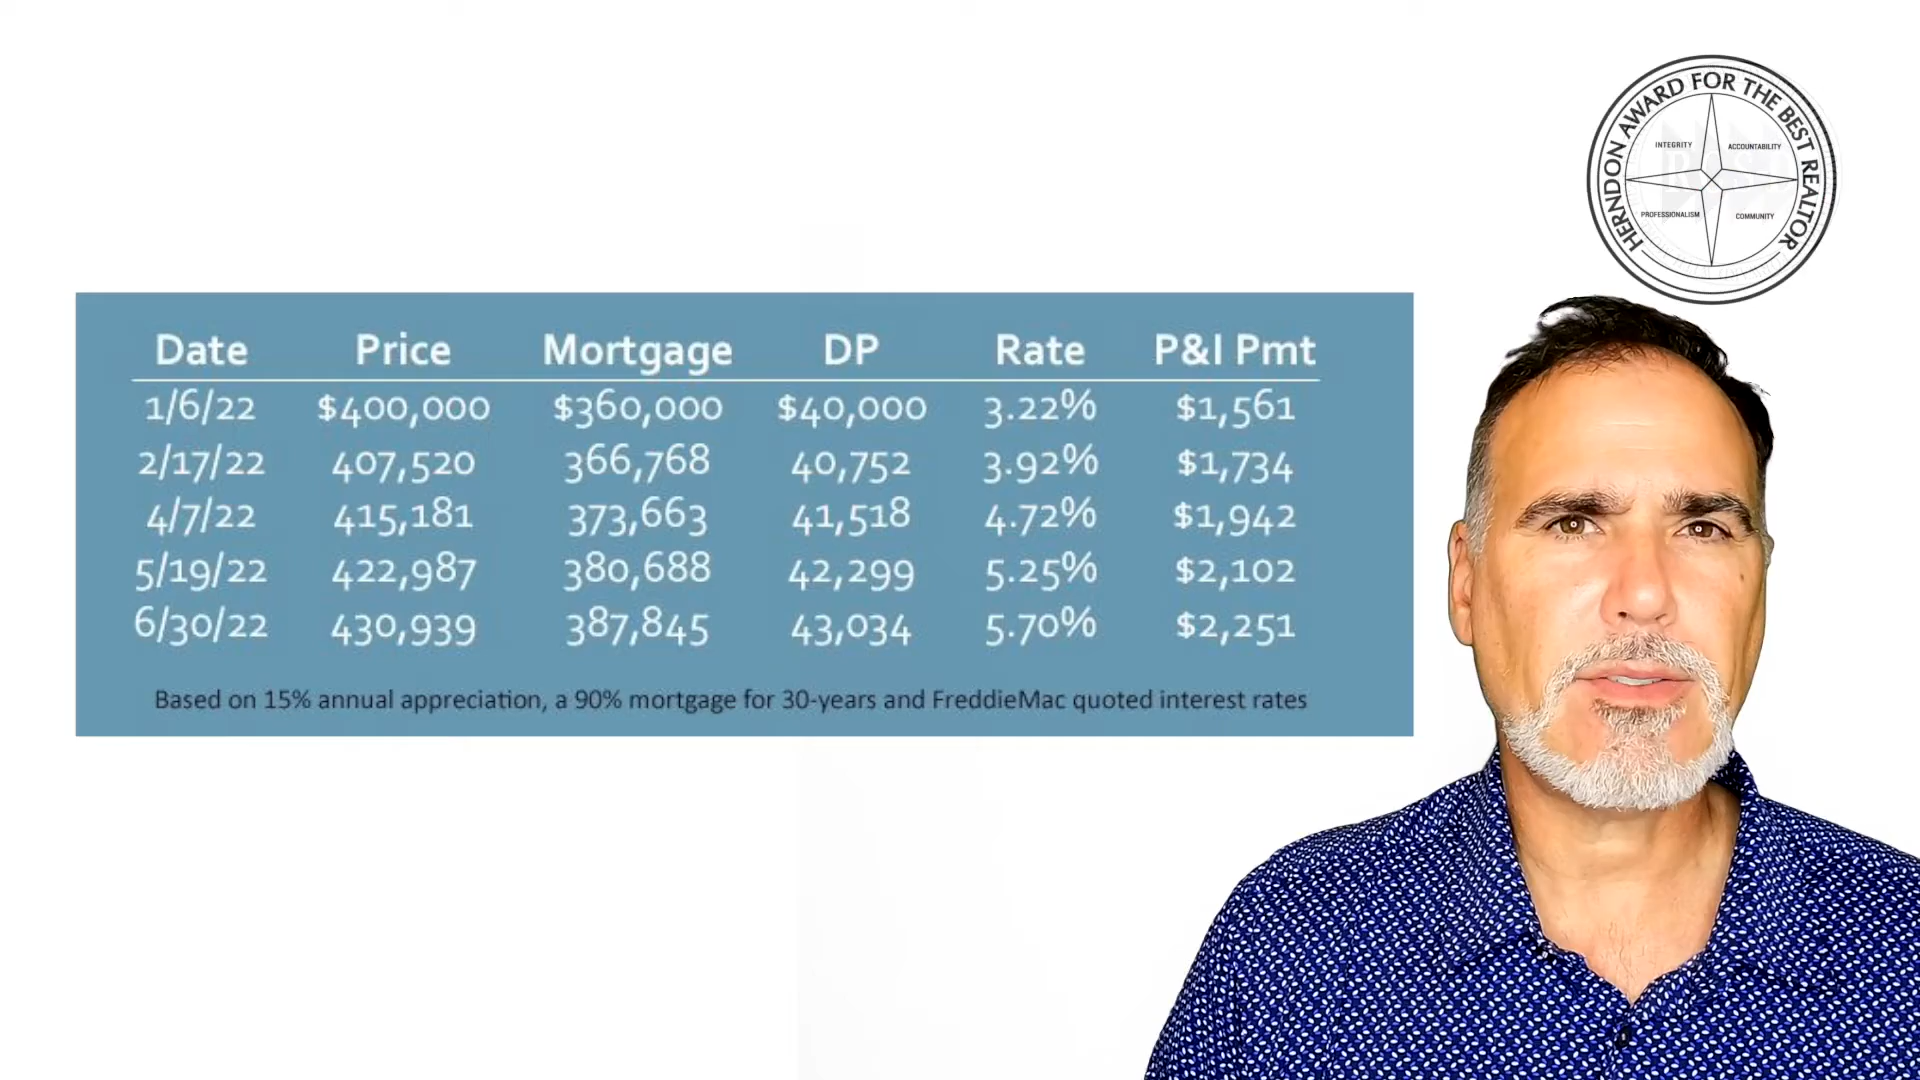 HERNDON AWARD FOR THE BEST REALTOR
INTEGRITY
ACCOUNTABILITY
PROFESSIONALISM
COMMUNITY
Date Price Mortgage DP Rate P&I Pmt
1/6/22 $400,000 $360,000 $40,000 3.22% $1,561
2/17/22 407,520 366,768 40,752 3.92% $1,734
4/7/22 415,181 373,663 41,518 4.72% $1,942
5/19/22 422,987 380,688 42,299 5.25% $2,102
6/30/22 430,939 387,845 43,034 5.70% $2,251
Based on 15% annual appreciation, a 90% mortgage for 30-years and FreddieMac quoted interest rates